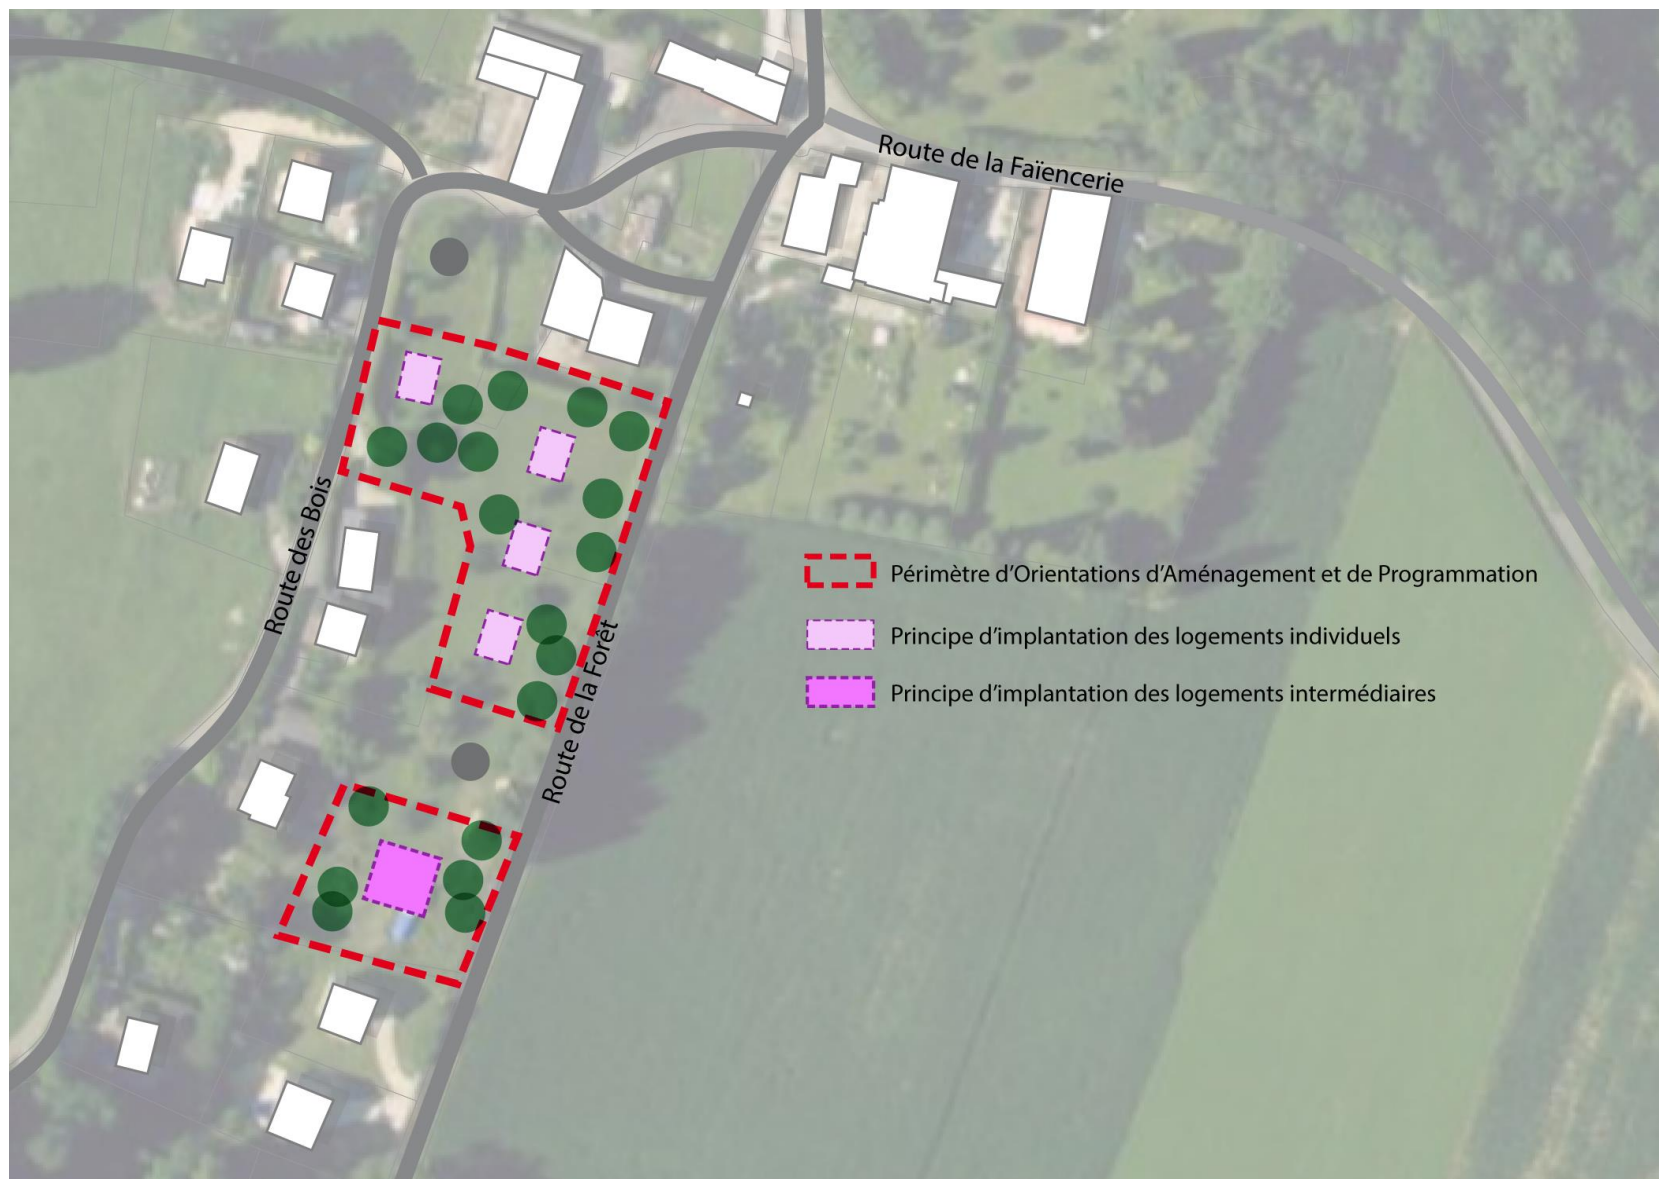 Route de la Faïencerie
Route des Bois
Route de la Forêt
Périmètre d'Orientations d'Aménagement et de Programmation
Principe d'implantation des logements individuels
Principe d'implantation des logements intermédiaires